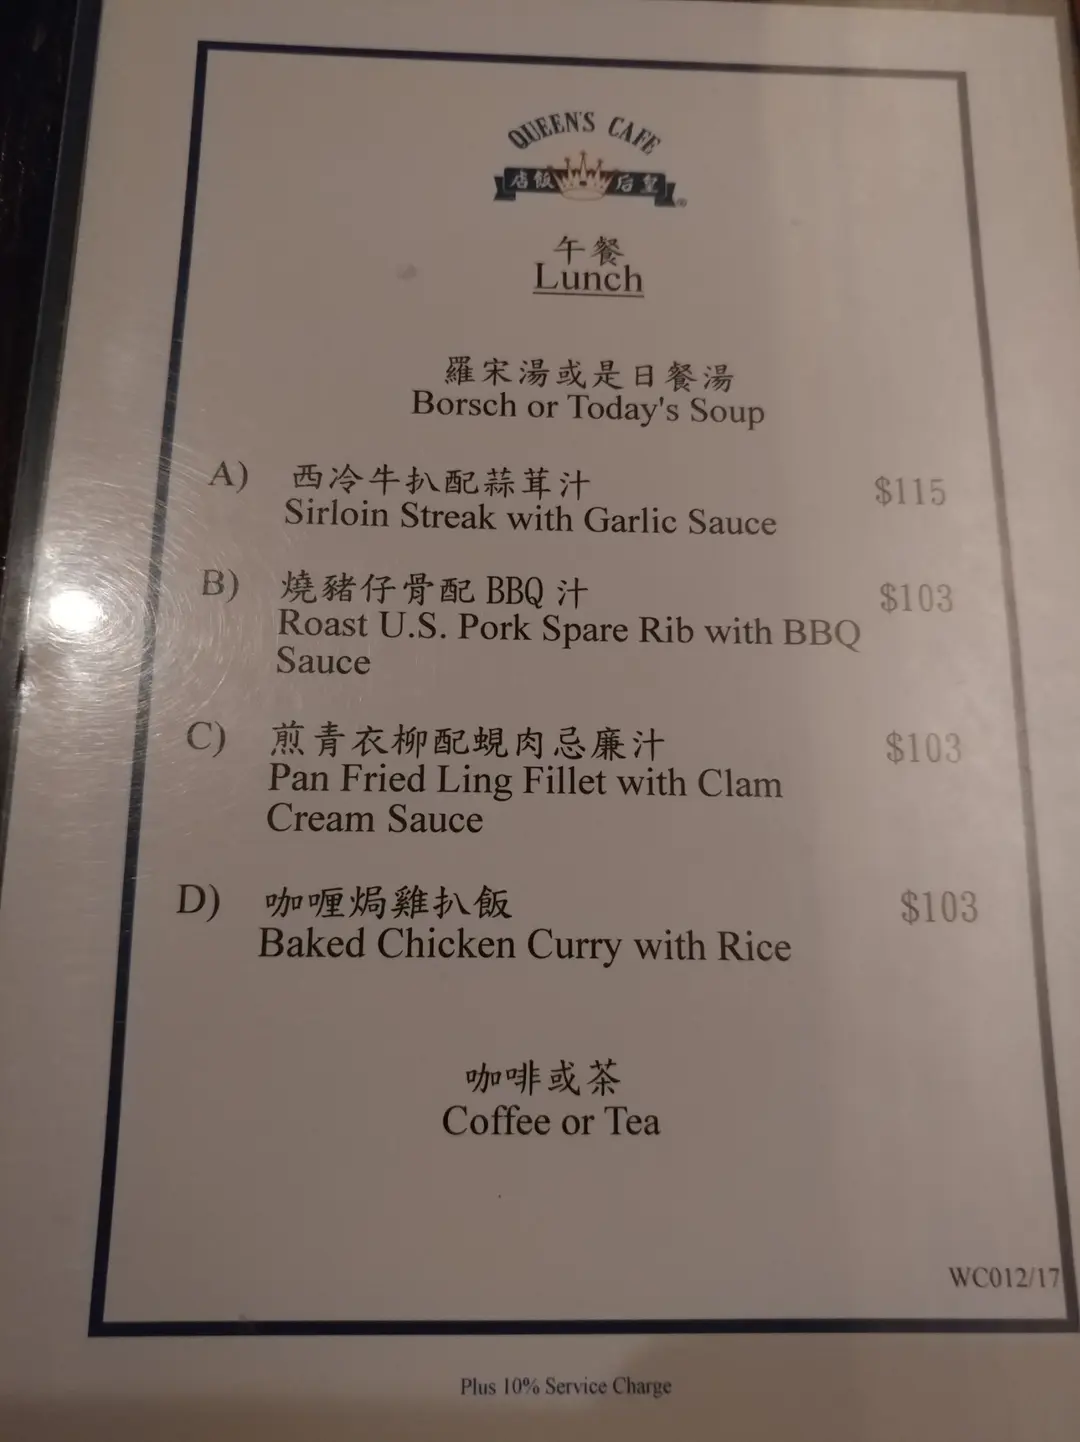 QUEEN'S CAFE
店飯 后皇
®
午餐
Lunch
羅宋湯或是日餐湯
Borsch or Today's Soup
A) 西冷牛扒配蒜茸汁 $115
Sirloin Streak with Garlic Sauce
B) 燒豬仔骨配 BBQ 汁 $103
Roast U.S. Pork Spare Rib with BBQ
Sauce
C) 煎青衣柳配蜆肉忌廉汁 $103
Pan Fried Ling Fillet with Clam
Cream Sauce
D) 咖喱焗雞扒飯 $103
Baked Chicken Curry with Rice
咖啡或茶
Coffee or Tea
WC012/17
Plus 10% Service Charge